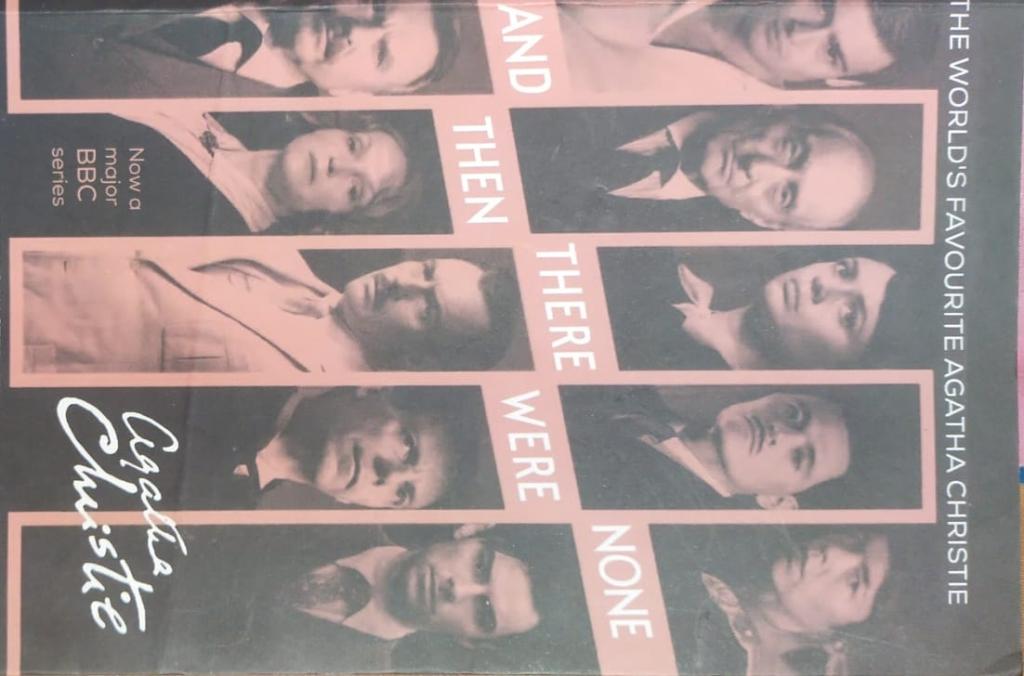 THE WORLD'S FAVOURITE AGATHA CHRISTIE
AND THEN THERE WERE NONE
Now a
major
BBC
series
Agatha
Christie